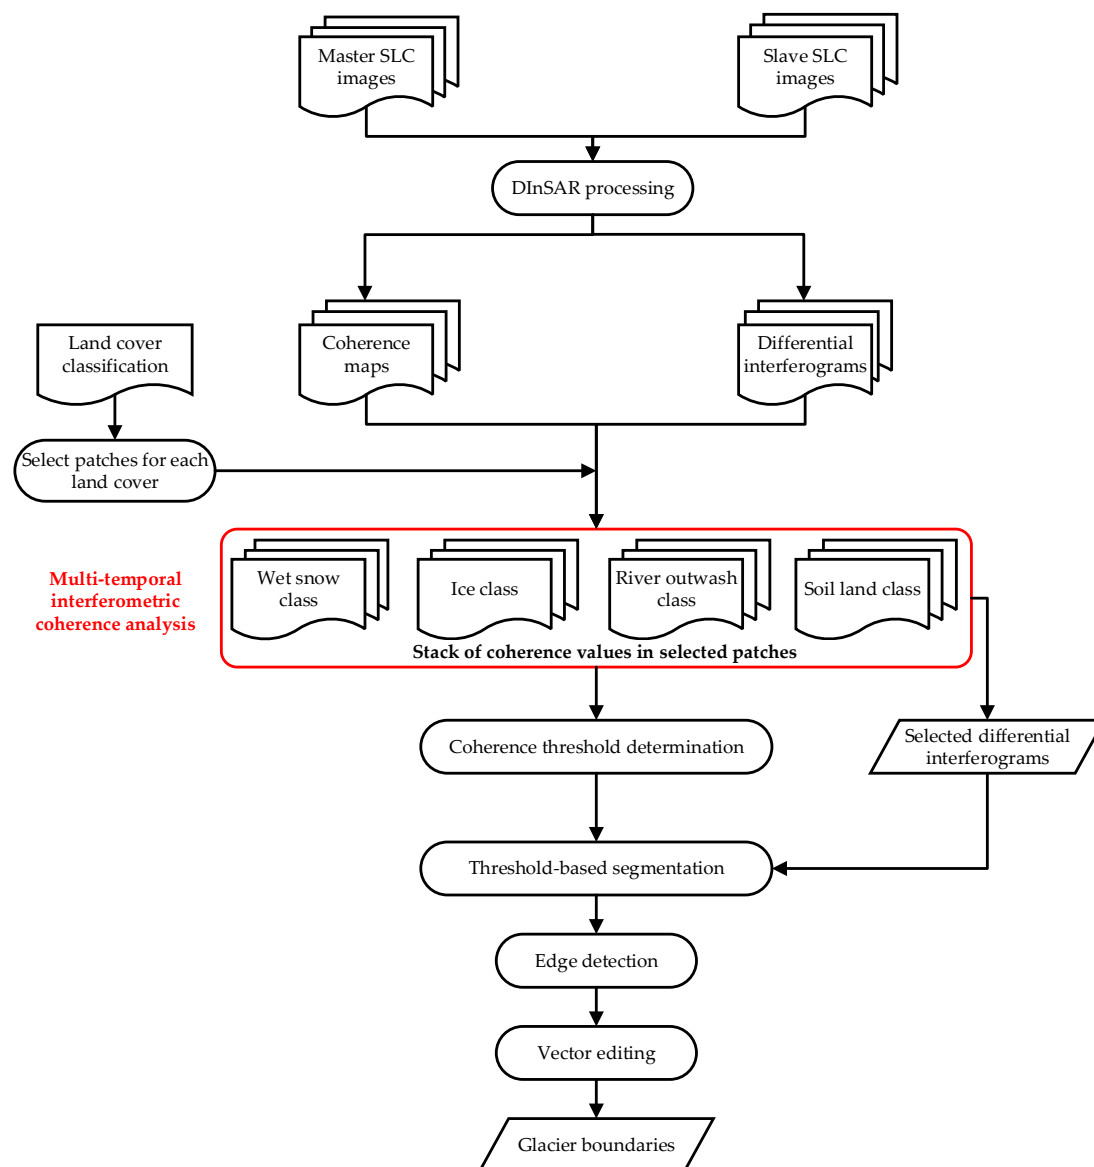 Master SLC
images
Slave SLC
images
DInSAR processing
Land cover
classification
Coherence
maps
Differential
interferograms
Select patches for each
land cover
Multi-temporal
interferometric
coherence analysis
Wet snow
class
Ice class
River outwash
class
Soil land class
Stack of coherence values in selected patches
Coherence threshold determination
Selected differential
interferograms
Threshold-based segmentation
Edge detection
Vector editing
Glacier boundaries